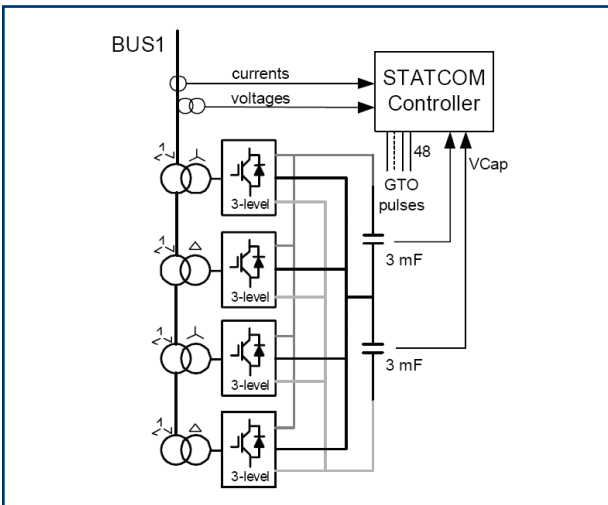 BUS1
currents
voltages
STATCOM
Controller
48
GTO
pulses
VCap
3-level
3 mF
3-level
3-level
3 mF
3-level